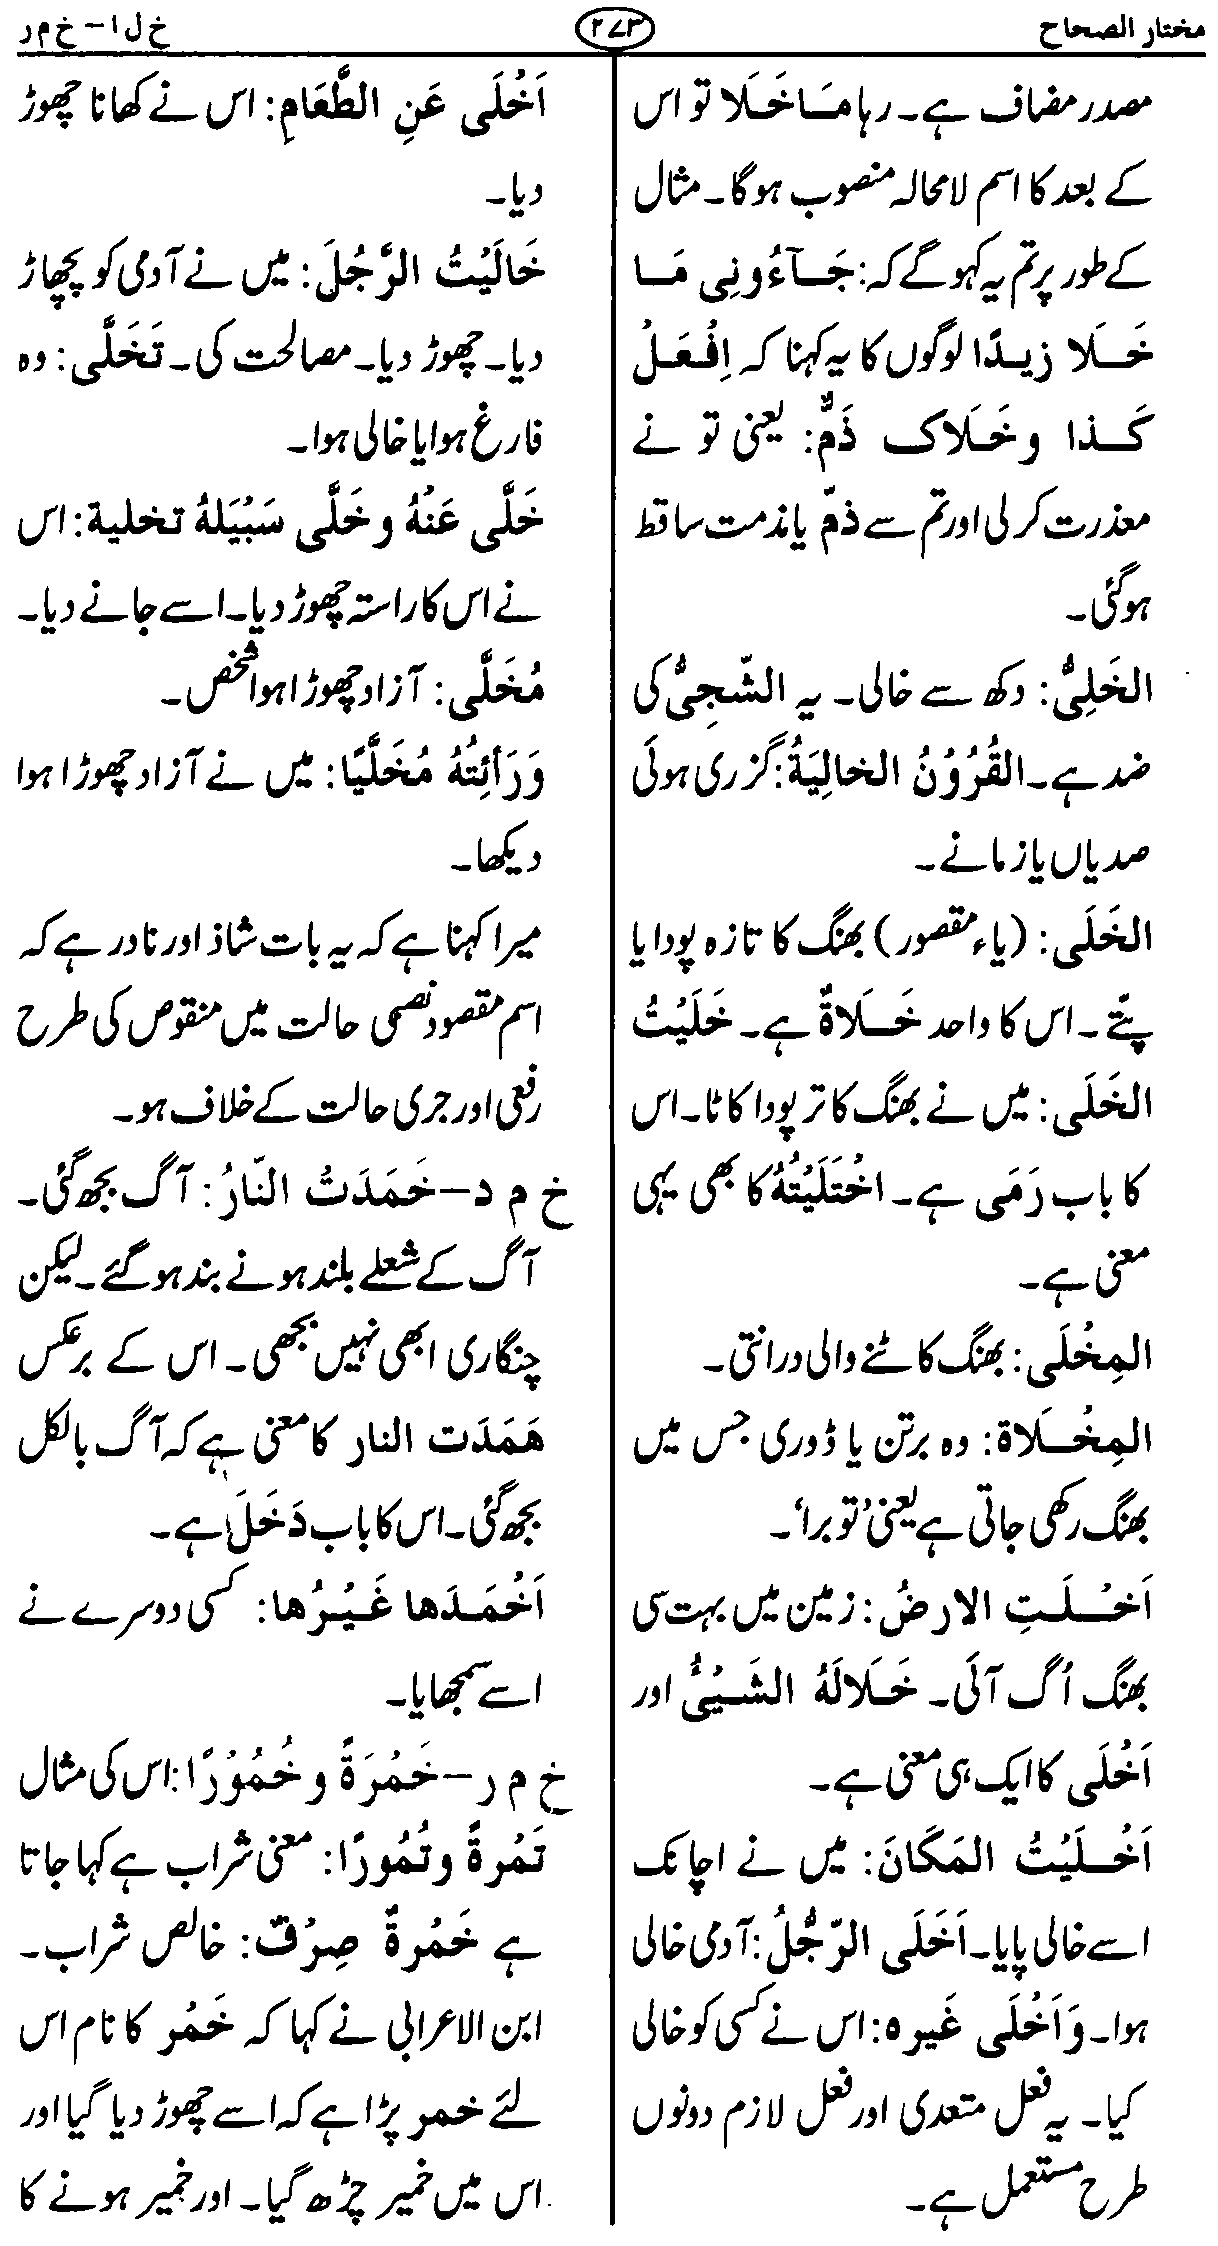 مختار الصحاح
۲۷۳
خ ل ا – خ م ر
مصدر مضاف ہے۔ رہا مَا خَلَا تو اس
کے بعد کا اسم لا محالہ منصوب ہوگا۔ مثال
کے طور پر تم یہ کہو گے کہ: جَآءُونِی مَا
خَلَا زیدًا لوگوں کا یہ کہنا کہ اِفْعَلُ
کَذا وخَلَاک ذَمٌّ: یعنی تو نے
معذرت کر لی اور تم سے ذمّ یا مذمت ساقط
ہوگئی۔
الخَلِیُّ: دکھ سے خالی۔ یہ الشَّجِیُّ کی
ضد ہے۔ القُرُوْنُ الخالِیَةُ: گزری ہوئی
صدیاں یا زمانے۔
الخَلَی: (یاء مقصور) بھنگ کا تازہ پودا یا
پتّے۔ اس کا واحد خَلَاةٌ ہے۔ خَلَیْتُ
الخَلَی: میں نے بھنگ کا تر پودا کاٹا۔ اس
کا باب رَمَی ہے۔ اخْتَلَیْتُهُ کا بھی یہی
معنی ہے۔
المِخْلَی: بھنگ کاٹنے والی درانتی۔
المِخْلَاة: وہ برتن یا ڈوری جس میں
بھنگ رکھی جاتی ہے یعنی ’توبرا‘۔
اَخْلَتِ الارضُ: زمین میں بہت سی
بھنگ اُگ آئی۔ خَلَالَهُ الشَیْیُٔ اور
اَخْلَی کا ایک ہی معنی ہے۔
اَخْلَیْتُ المَکَانَ: میں نے اچانک
اسے خالی پایا۔ اَخَلَی الرّجُلُ: آدمی خالی
ہوا۔ وَاَخْلَی غَیرہ: اس نے کسی کو خالی
کیا۔ یہ فعل متعدی اور فعل لازم دونوں
طرح مستعمل ہے۔
اَخْلَی عَنِ الطَّعَامِ: اس نے کھانا چھوڑ
دیا۔
خَالَیْتُ الرَّجُلَ: میں نے آدمی کو پچھاڑ
دیا۔ چھوڑ دیا۔ مصالحت کی۔ تَخَلَّی: وہ
فارغ ہوا یا خالی ہوا۔
خَلَّی عَنْهُ و خَلَّی سَبِیْلَهُ تخلیة: اس
نے اس کا راستہ چھوڑ دیا۔ اسے جانے دیا۔
مُخَلَّی: آزاد چھوڑا ہوا شخص۔
وَرَأئِتُهُ مُخَلَّیًا: میں نے آزاد چھوڑا ہوا
دیکھا۔
میرا کہنا ہے کہ یہ بات شاذ اور نادر ہے کہ
اسم مقصود نصبی حالت میں منقوص کی طرح
رفعی اور جری حالت کے خلاف ہو۔
خ م د – خَمَدَتُ النّارُ: آگ بجھ گئی۔
آگ کے شعلے بلند ہونے بند ہوگئے۔ لیکن
چنگاری ابھی نہیں بجھی۔ اس کے برعکس
هَمَدَت النار کا معنی ہے کہ آگ بالکل
بجھ گئی۔ اس کا باب دَخَلَ ہے۔
اَخْمَدَها غَیْرُها: کسی دوسرے نے
اسے سمجھایا۔
خ م ر – خَمْرَةً و خُمُوْرًا: اس کی مثال
تَمْرةً وتُمُورًا: معنی شراب ہے کہا جاتا
ہے خَمْرةٌ صِرْفٌ: خالص شراب۔
ابن الاعرابی نے کہا کہ خَمْر کا نام اس
لئے خمر پڑا ہے کہ اسے چھوڑ دیا گیا اور
اس میں خمیر چڑھ گیا۔ اور خمیر ہونے کا